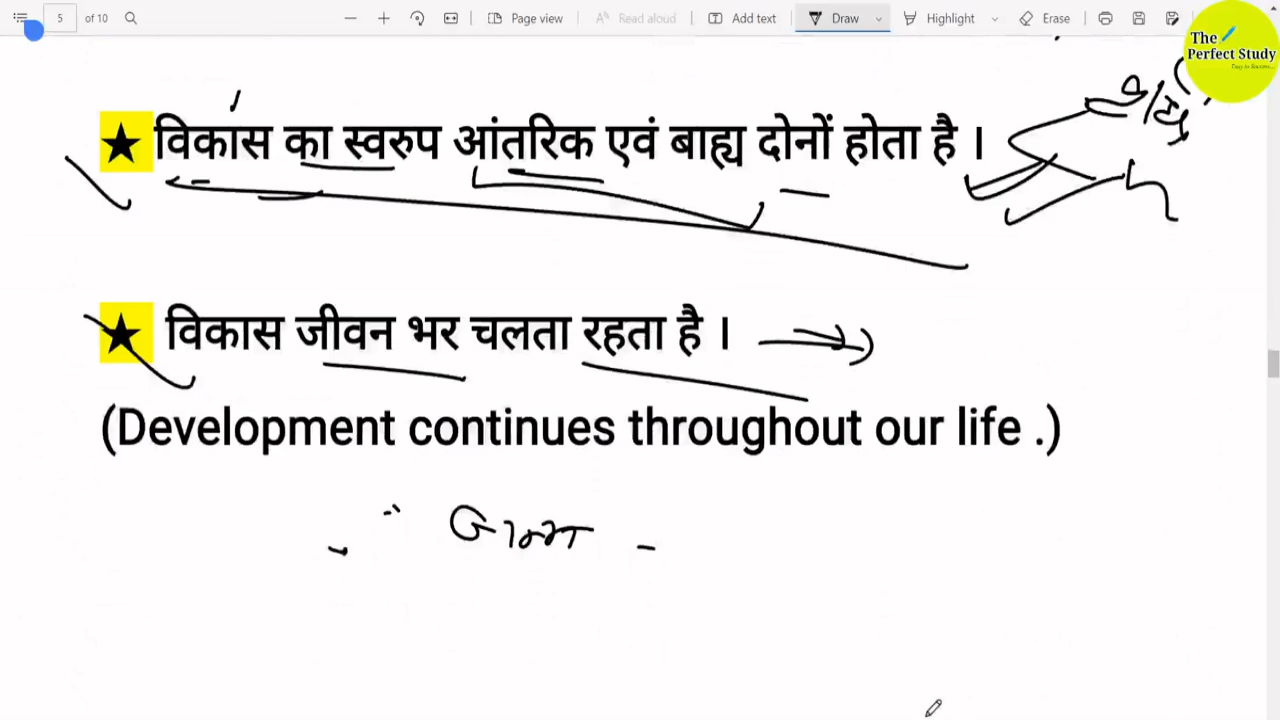 5 of 10 Page view Read aloud Add text Draw Highlight Erase
The Perfect Study
★ विकास का स्वरुप आंतरिक एवं बाह्य दोनों होता है ।
★ विकास जीवन भर चलता रहता है ।
(Development continues throughout our life .)